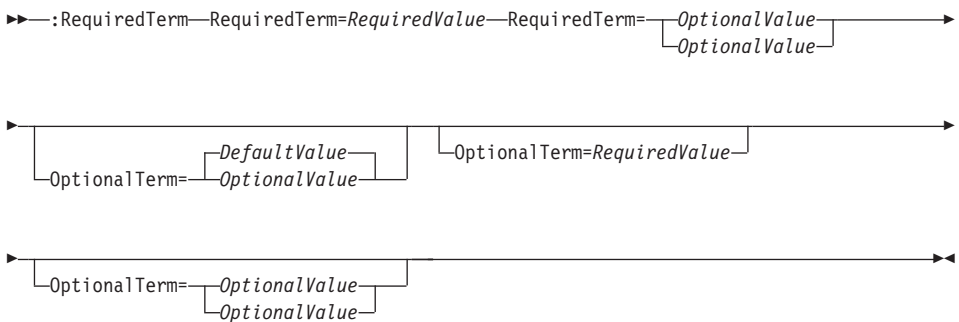 :RequiredTerm RequiredTerm=RequiredValue RequiredTerm= OptionalValue
OptionalValue
DefaultValue
OptionalTerm= OptionalValue
OptionalTerm=RequiredValue
OptionalTerm= OptionalValue
OptionalValue